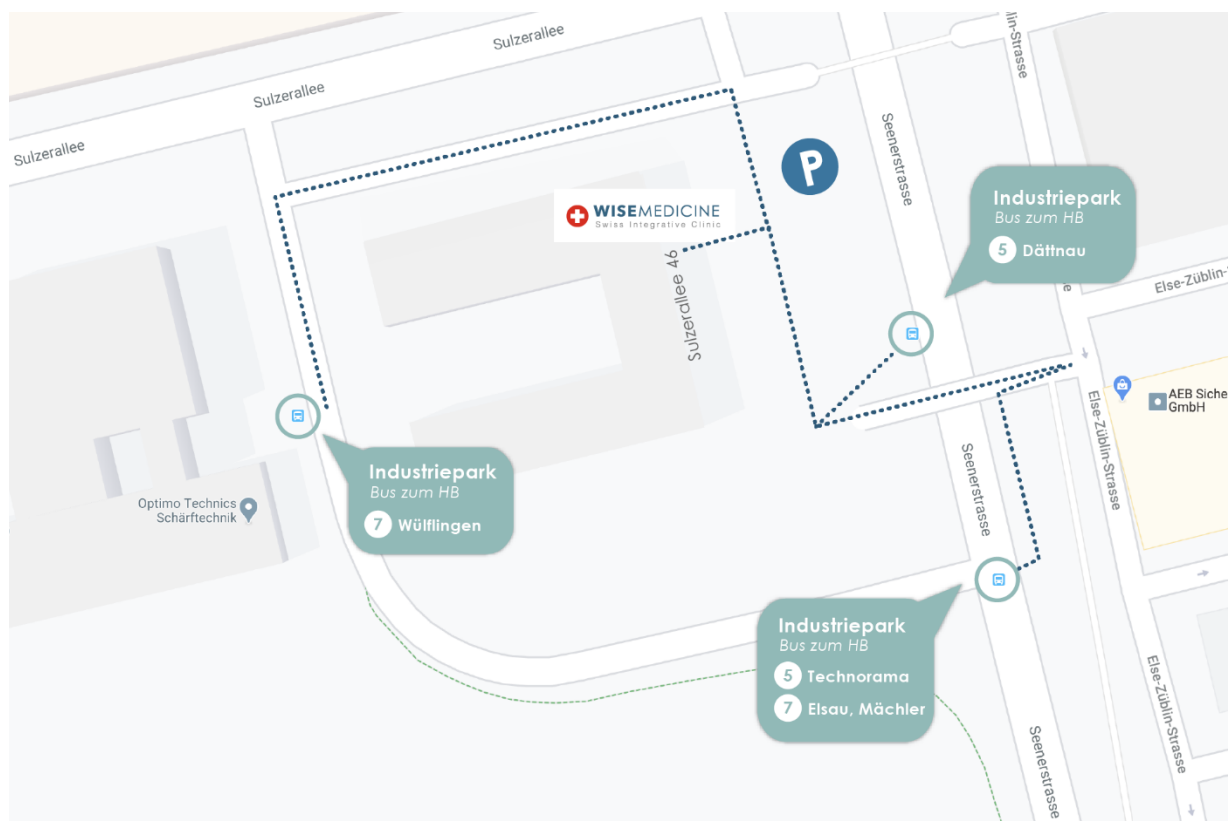 Sulzerallee
Sulzerallee
Sulzerallee
Seenerstrasse
lin-Strasse
P
WISEMEDICINE
Swiss Integrative Clinic
Sulzerallee 46
Industriepark
Bus zum HB
5 Dättnau
Else-Züblin-S
e
AEB Siche
GmbH
Else-Züblin-Strasse
Industriepark
Bus zum HB
7 Wülflingen
Optimo Technics
Schärftechnik
Seenerstrasse
Industriepark
Bus zum HB
5 Technorama
7 Elsau, Mächler
Else-Züblin-Strasse
Seenerstrasse